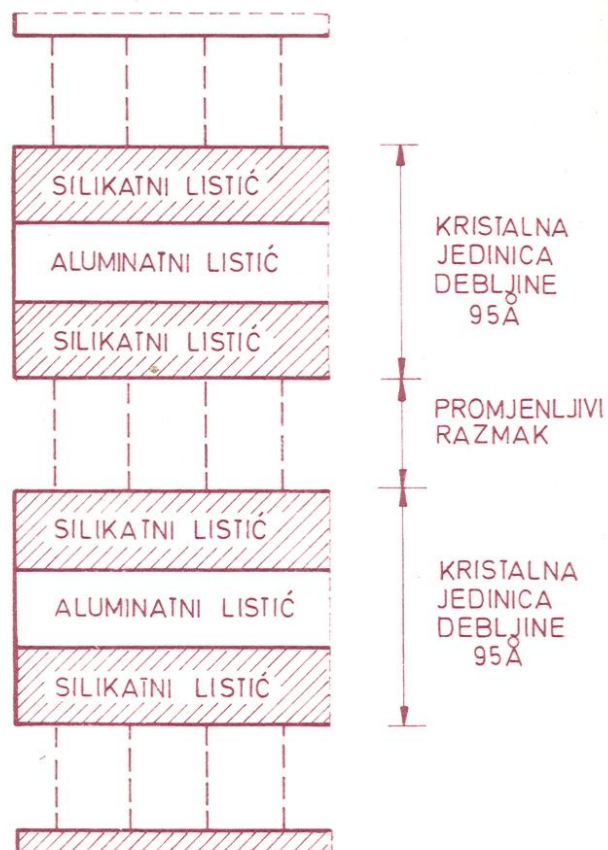 SILIKATNI LISTIĆ
ALUMINATNI LISTIĆ
SILIKATNI LISTIĆ
KRISTALNA
JEDINICA
DEBLJINE
95Å
PROMJENLJIVI
RAZMAK
SILIKATNI LISTIĆ
ALUMINATNI LISTIĆ
SILIKATNI LISTIĆ
KRISTALNA
JEDINICA
DEBLJINE
95Å